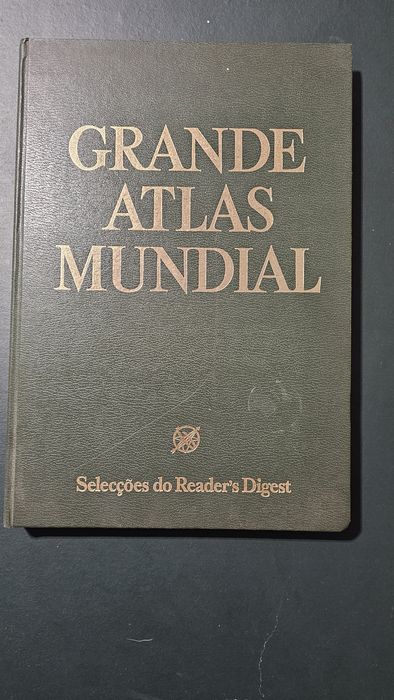 GRANDE
ATLAS
MUNDIAL
Selecções do Reader's Digest